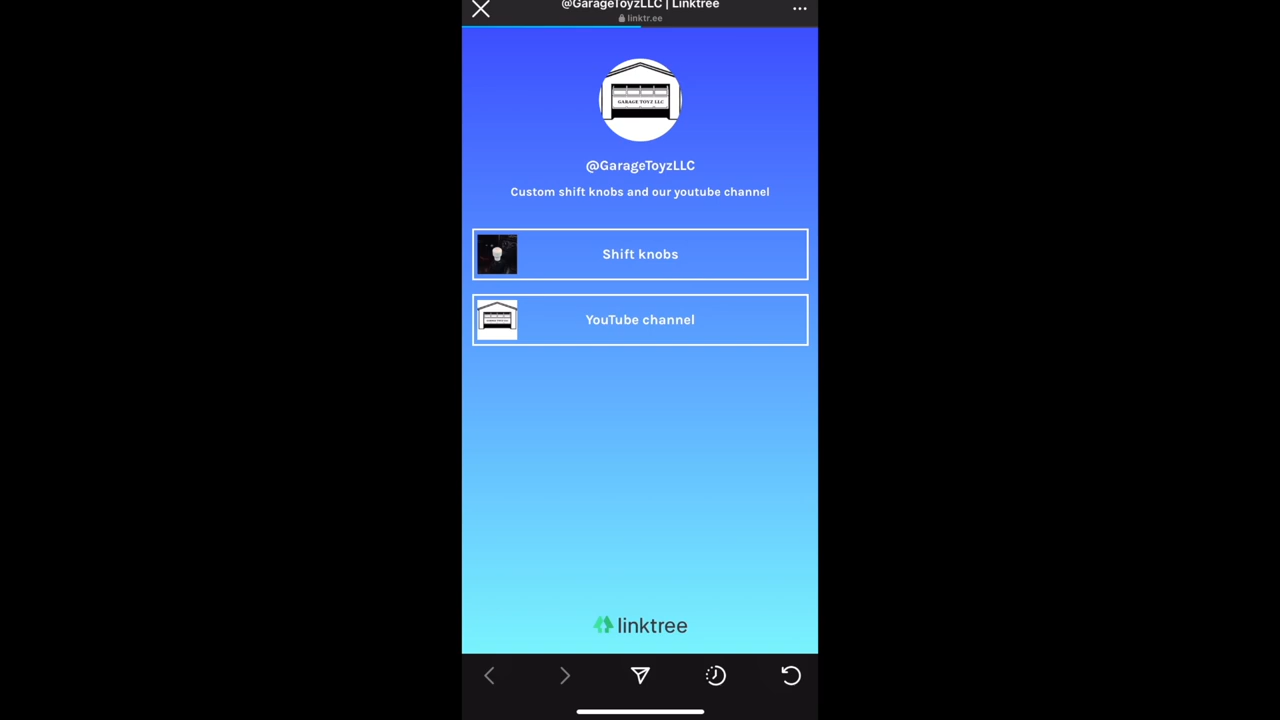 @GarageToyzLLC | Linktree
linktr.ee
GARAGE TOYZ LLC
@GarageToyzLLC
Custom shift knobs and our youtube channel
Shift knobs
YouTube channel
linktree